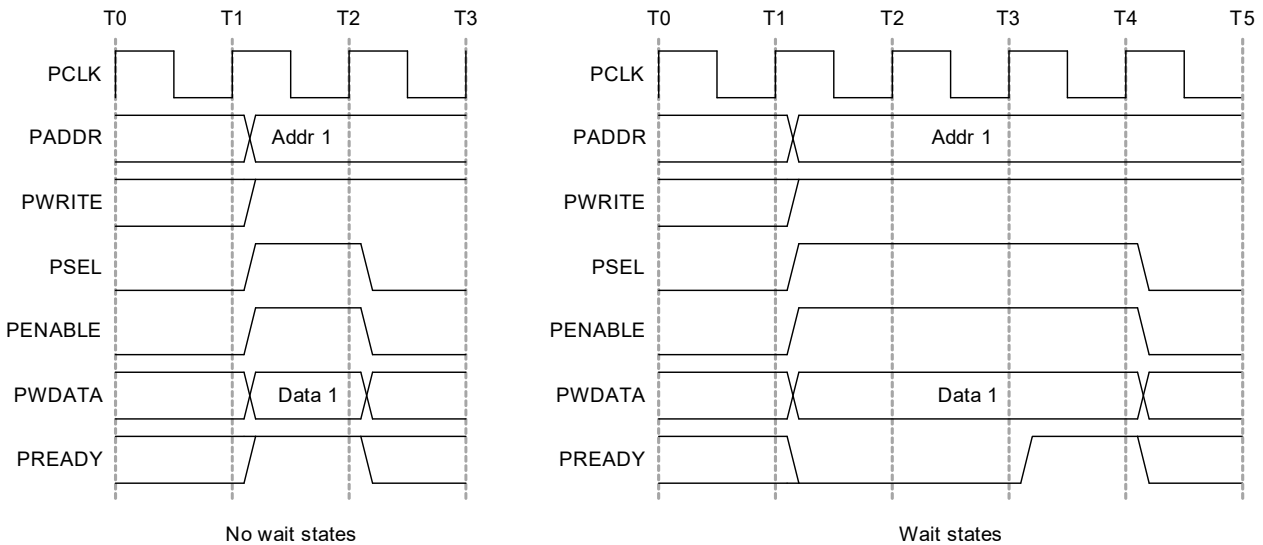 T0 T1 T2 T3
PCLK
PADDR Addr 1
PWRITE
PSEL
PENABLE
PWDATA Data 1
PREADY
No wait states
T0 T1 T2 T3 T4 T5
PCLK
PADDR Addr 1
PWRITE
PSEL
PENABLE
PWDATA Data 1
PREADY
Wait states